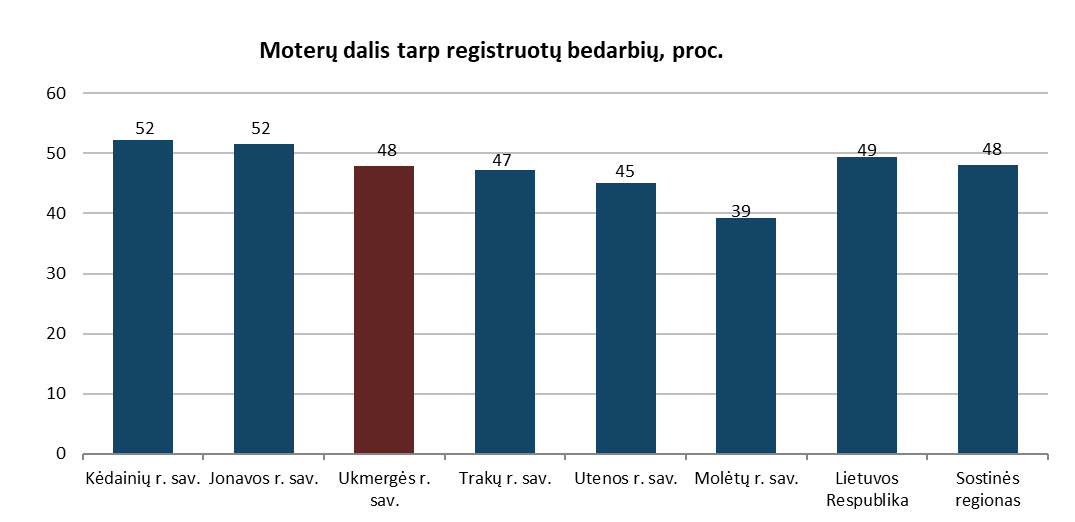 Moterų dalis tarp registruotų bedarbių, proc.
60
50
40
30
20
10
0
52
52
48
47
45
39
49
48
Kėdainių r. sav.
Jonavos r. sav.
Ukmergės r.
sav.
Trakų r. sav.
Utenos r. sav.
Molėtų r. sav.
Lietuvos
Respublika
Sostinės
regionas